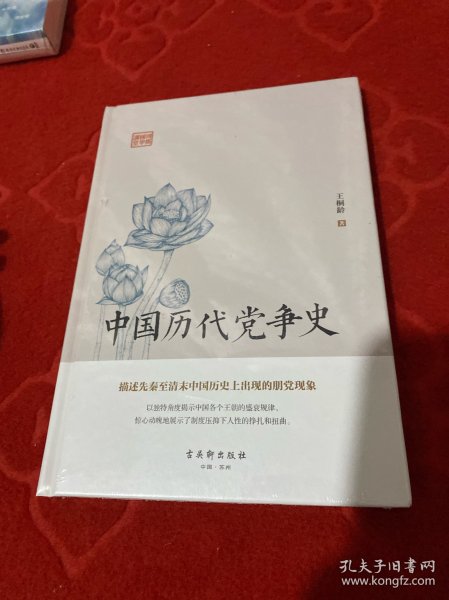 王桐龄
著
中国历代党争史
描述先秦至清末中国历史上出现的朋党现象
以独特角度揭示中国各个王朝的盛衰规律，
惊心动魄地展示了制度压抑下人性的挣扎和扭曲。
古吴轩出版社
中国·苏州
孔夫子旧书网
www.kongfz.com